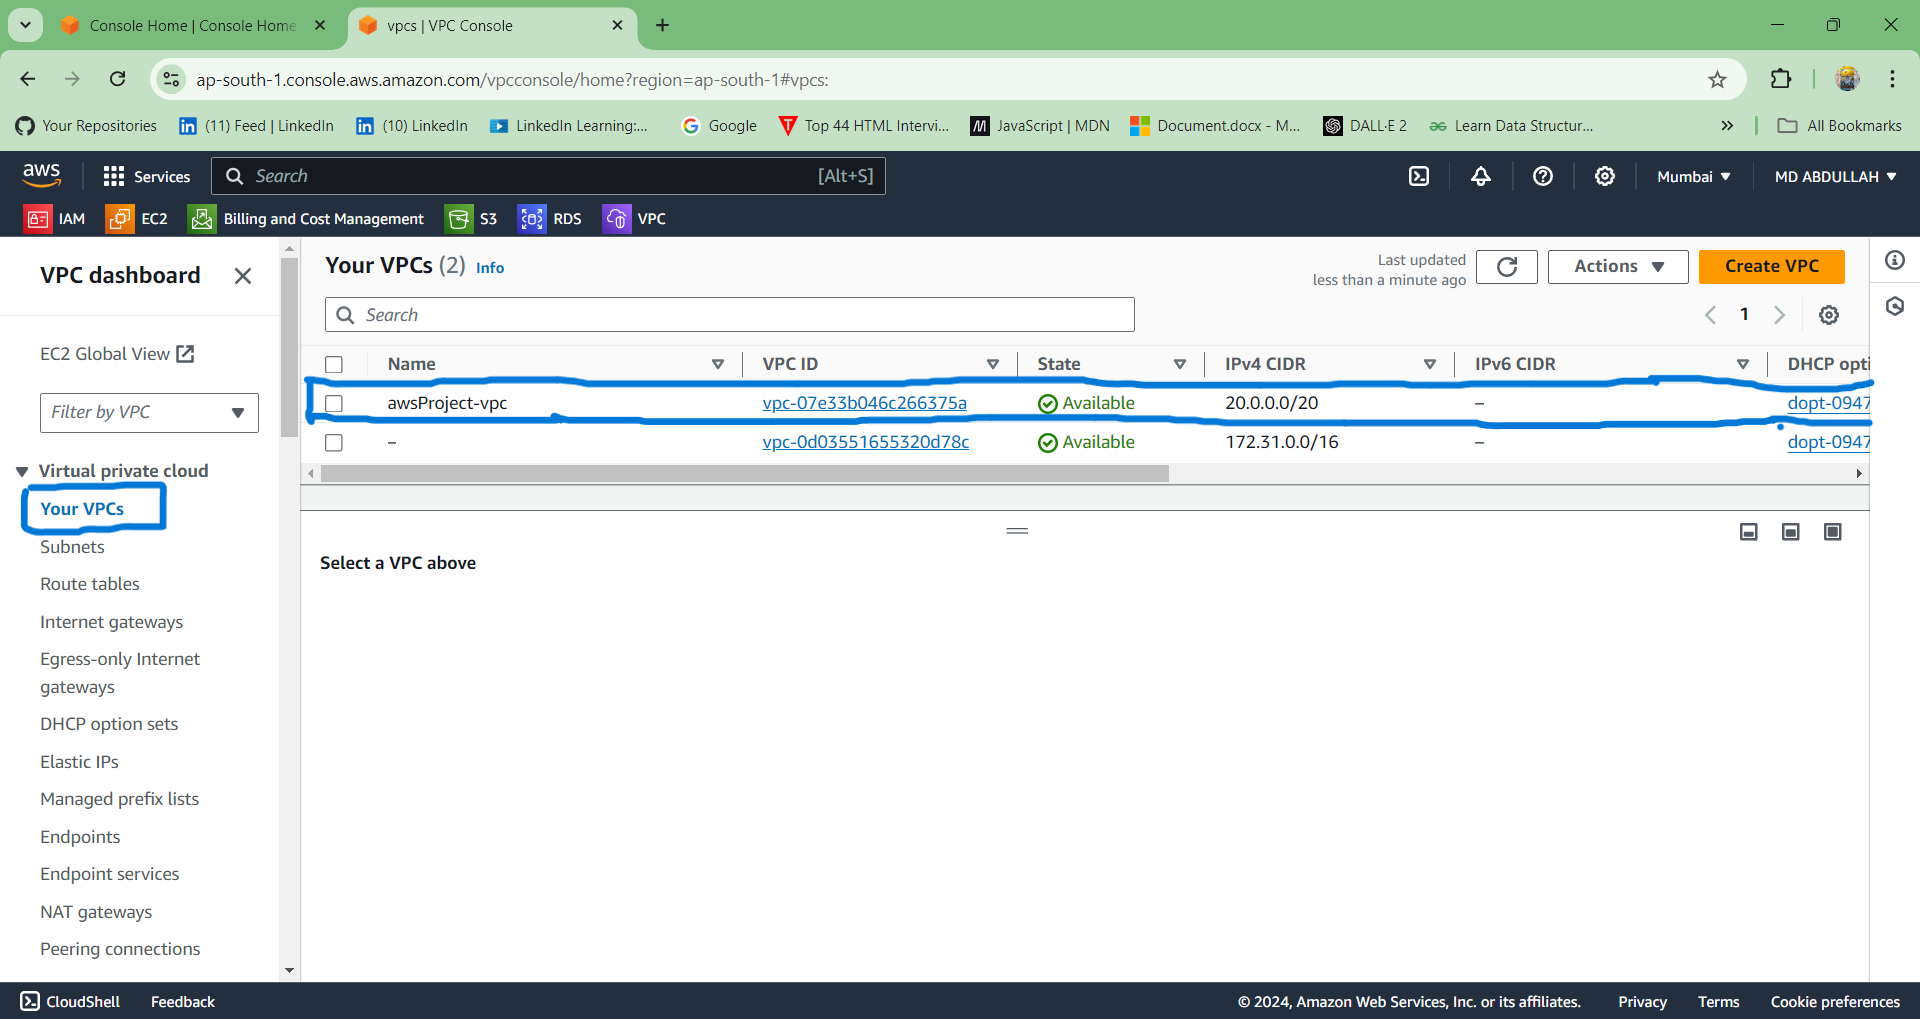 Console Home | Console Home
vpcs | VPC Console
ap-south-1.console.aws.amazon.com/vpcconsole/home?region=ap-south-1#vpcs:
Your Repositories
(11) Feed | LinkedIn
(10) LinkedIn
LinkedIn Learning:...
Google
Top 44 HTML Intervi...
JavaScript | MDN
Document.docx - M...
DALL·E 2
Learn Data Structur...
All Bookmarks
aws
Services
Search
[Alt+S]
Mumbai
MD ABDULLAH
IAM
EC2
Billing and Cost Management
S3
RDS
VPC
VPC dashboard
EC2 Global View
Filter by VPC
Virtual private cloud
Your VPCs
Subnets
Route tables
Internet gateways
Egress-only Internet
gateways
DHCP option sets
Elastic IPs
Managed prefix lists
Endpoints
Endpoint services
NAT gateways
Peering connections
Your VPCs (2) Info
Last updated
less than a minute ago
Actions
Create VPC
Search
1
Name VPC ID State IPv4 CIDR IPv6 CIDR DHCP opti
awsProject-vpc vpc-07e33b046c266375a Available 20.0.0.0/20 – dopt-0947
– vpc-0d03551655320d78c Available 172.31.0.0/16 – dopt-0947
Select a VPC above
CloudShell
Feedback
© 2024, Amazon Web Services, Inc. or its affiliates.
Privacy
Terms
Cookie preferences